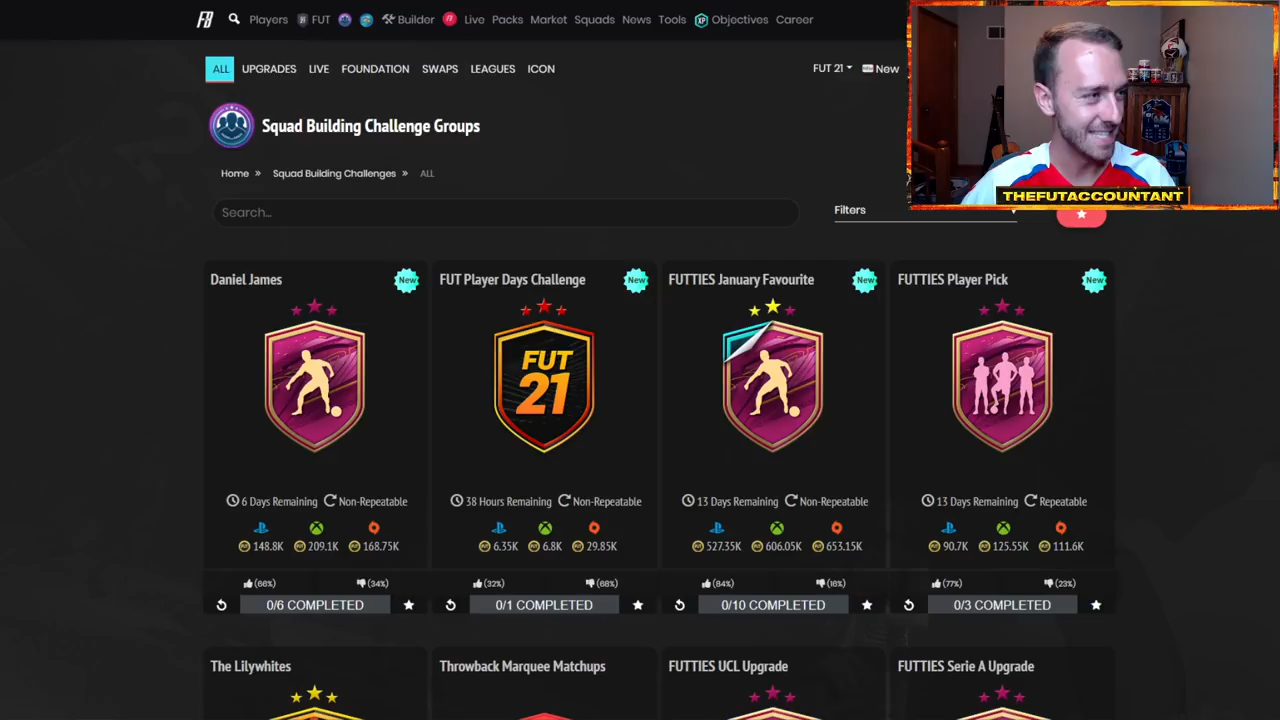 Players FUT Builder Live Packs Market Squads News Tools XP Objectives Career
ALL UPGRADES LIVE FOUNDATION SWAPS LEAGUES ICON FUT 21 New
Squad Building Challenge Groups
Home » Squad Building Challenges » ALL
Search... Filters
THEFUTACCOUNTANT
Daniel James New
FUT Player Days Challenge New
FUTTIES January Favourite New
FUTTIES Player Pick New
FUT
21
6 Days Remaining Non-Repeatable
38 Hours Remaining Non-Repeatable
13 Days Remaining Non-Repeatable
13 Days Remaining Repeatable
148.8K 209.1K 168.75K
6.35K 6.8K 29.85K
527.35K 606.05K 653.15K
90.7K 125.55K 111.6K
(66%) (34%)
(32%) (68%)
(84%) (16%)
(77%) (23%)
0/6 COMPLETED
0/1 COMPLETED
0/10 COMPLETED
0/3 COMPLETED
The Lilywhites
Throwback Marquee Matchups
FUTTIES UCL Upgrade
FUTTIES Serie A Upgrade